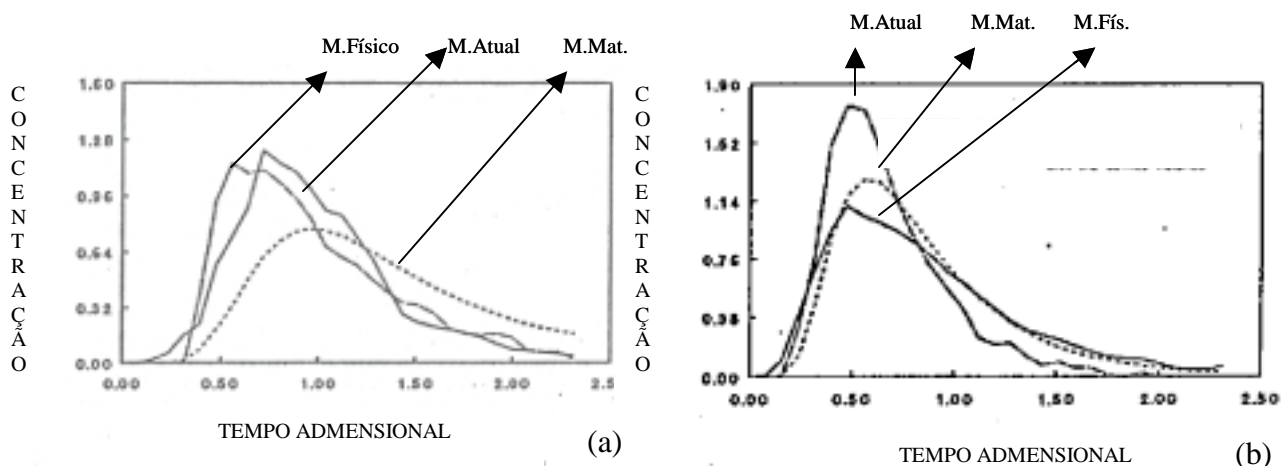 M.Físico
M.Atual
M.Mat.
1.60
1.28
0.96
0.64
0.32
0.00
0.00
0.50
1.00
1.50
2.00
2.5
CONCENTRAÇÃO
TEMPO ADMENSIONAL
(a)
M.Atual
M.Mat.
M.Fís.
1.90
1.52
1.14
0.76
0.38
0.00
0.00
0.50
1.00
1.50
2.00
2.50
CONCENTRAÇÃO
TEMPO ADMENSIONAL
(b)